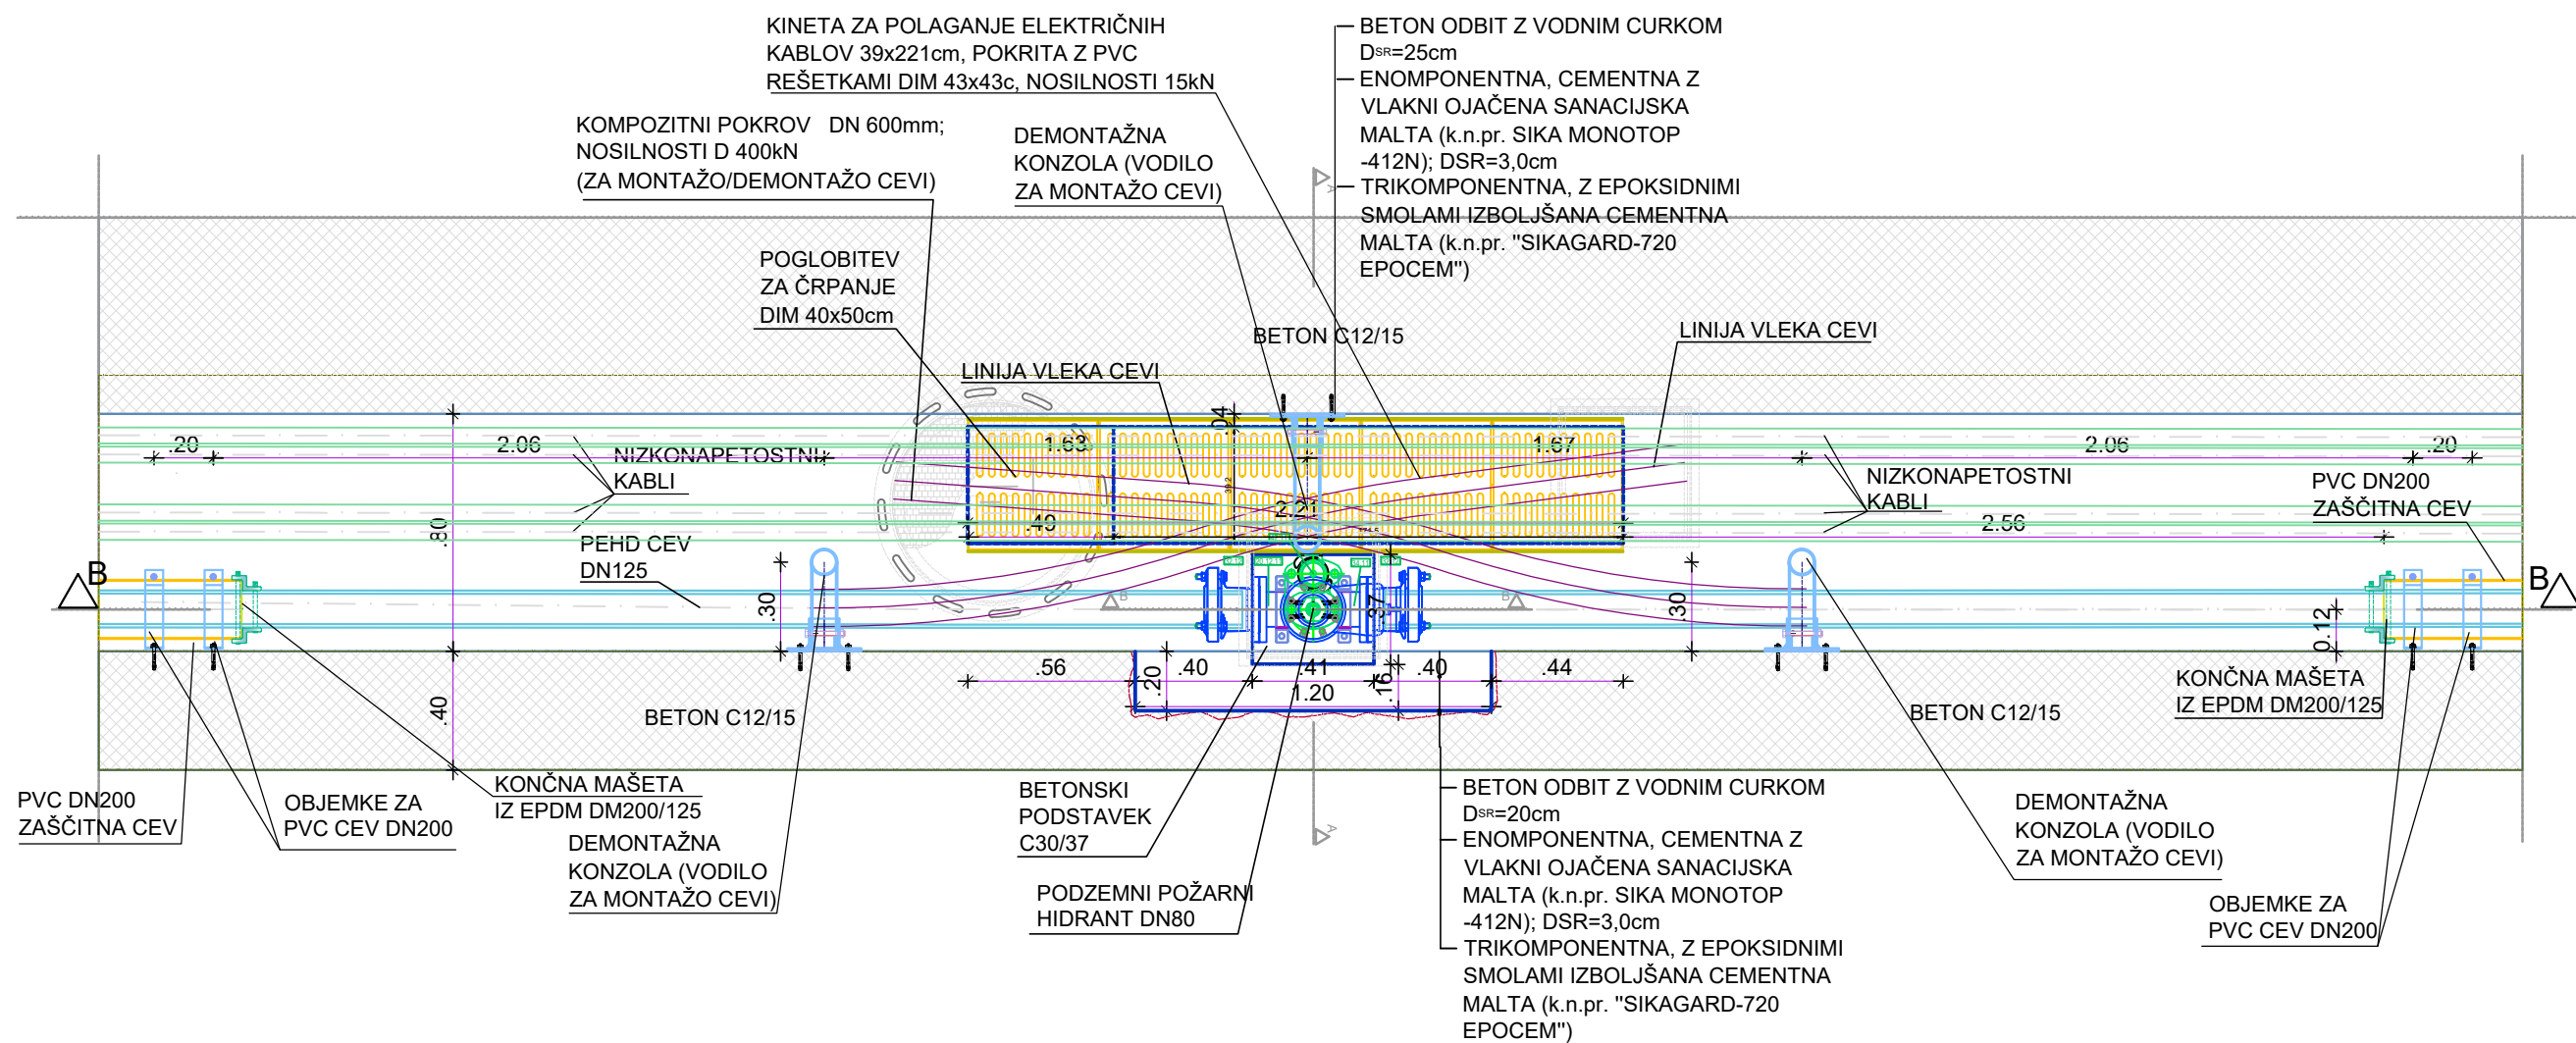 KINETA ZA POLAGANJE ELEKTRIČNIH
KABLOV 39x221cm, POKRITA Z PVC
REŠETKAMI DIM 43x43c, NOSILNOSTI 15kN
BETON ODBIT Z VODNIM CURKOM
DSR=25cm
ENOMPONENTNA, CEMENTNA Z
VLAKNI OJAČENA SANACIJSKA
MALTA (k.n.pr. SIKA MONOTOP
-412N); DSR=3,0cm
TRIKOMPONENTNA, Z EPOKSIDNIMI
SMOLAMI IZBOLJŠANA CEMENTNA
MALTA (k.n.pr. "SIKAGARD-720
EPOCEM")
KOMPOZITNI POKROV DN 600mm;
NOSILNOSTI D 400kN
(ZA MONTAŽO/DEMONTAŽO CEVI)
DEMONTAŽNA
KONZOLA (VODILO
ZA MONTAŽO CEVI)
A
POGLOBITEV
ZA ČRPANJE
DIM 40x50cm
BETON C12/15
LINIJA VLEKA CEVI
LINIJA VLEKA CEVI
.04
.20
2.06
NIZKONAPETOSTNI
KABLI
1.63
1.67
2.06
.20
NIZKONAPETOSTNI
KABLI
PVC DN200
ZAŠČITNA CEV
39.2
2.21
.49
2.56
.80
PEHD CEV
DN125
B
B
.30
B
B
.37
.30
0.12
.56
.20
.40
.41
1.20
.16
.40
.44
.40
BETON C12/15
BETON C12/15
KONČNA MAŠETA
IZ EPDM DM200/125
PVC DN200
ZAŠČITNA CEV
OBJEMKE ZA
PVC CEV DN200
KONČNA MAŠETA
IZ EPDM DM200/125
DEMONTAŽNA
KONZOLA (VODILO
ZA MONTAŽO CEVI)
BETONSKI
PODSTAVEK
C30/37
PODZEMNI POŽARNI
HIDRANT DN80
A
BETON ODBIT Z VODNIM CURKOM
DSR=20cm
ENOMPONENTNA, CEMENTNA Z
VLAKNI OJAČENA SANACIJSKA
MALTA (k.n.pr. SIKA MONOTOP
-412N); DSR=3,0cm
TRIKOMPONENTNA, Z EPOKSIDNIMI
SMOLAMI IZBOLJŠANA CEMENTNA
MALTA (k.n.pr. "SIKAGARD-720
EPOCEM")
DEMONTAŽNA
KONZOLA (VODILO
ZA MONTAŽO CEVI)
OBJEMKE ZA
PVC CEV DN200